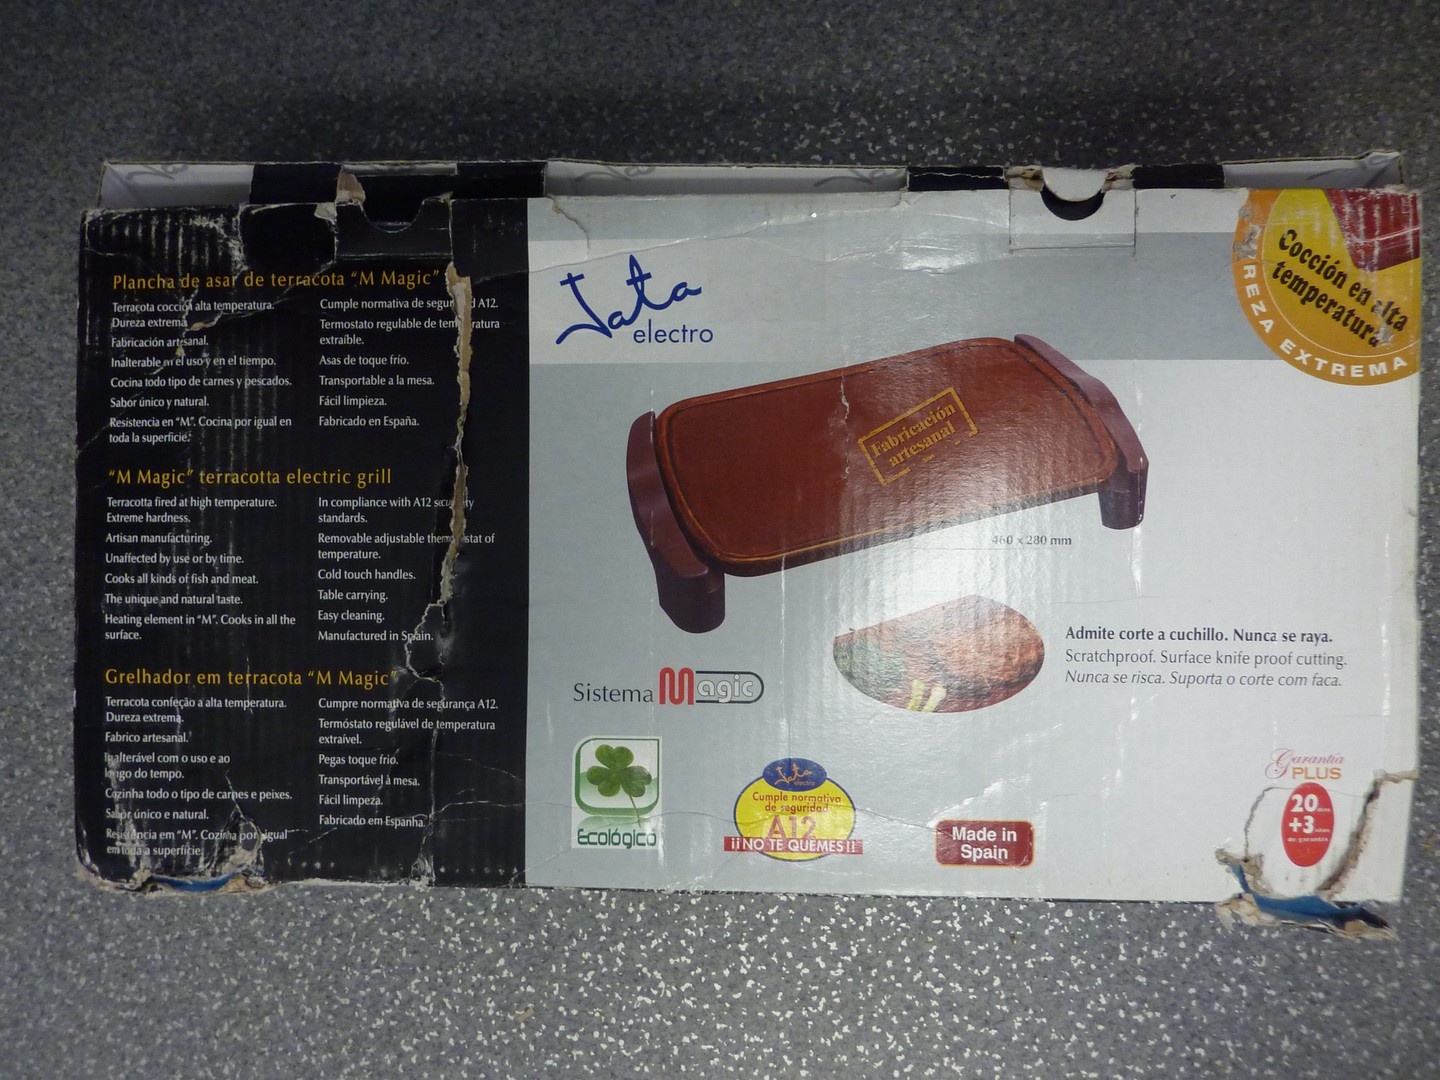 Plancha de asar de terracota "M Magic"
Terracota cocción alta temperatura.
Dureza extrema
Fabricación artesanal.
Inalterable en el uso y en el tiempo.
Cocina todo tipo de carnes y pescados.
Sabor único y natural.
Resistencia en "M". Cocina por igual en
toda la superficie.
Cumple normativa de segur d A12.
Termostato regulable de tem ratura
extraíble.
Asas de toque frío.
Transportable a la mesa.
Fácil limpieza.
Fabricado en España.
"M Magic" terracotta electric grill
Terracotta fired at high temperature.
Extreme hardness.
Artisan manufacturing.
Unaffected by use or by time.
Cooks all kinds of fish and meat.
The unique and natural taste.
Heating element in "M". Cooks in all the
surface.
In compliance with A12 secu ty
standards.
Removable adjustable thermostat of
temperature.
Cold touch handles.
Table carrying.
Easy cleaning.
Manufactured in Spain.
Grelhador em terracota "M Magic"
Terracota confeção a alta temperatura.
Dureza extrema.
Fabrico artesanal.
Inalterável com o uso e ao
longo do tempo.
Cozinha todo o tipo de carnes e peixes.
Sabor único e natural.
Resistencia em "M". Cozinha por igual
em toda a superfície.
Cumpre normativa de segurança A12.
Termóstato regulável de temperatura
extraível.
Pegas toque frio.
Transportável à mesa.
Fácil limpeza.
Fabricado em Espanha.
Jata
electro
Cocción en alta
temperatura
REZA EXTREMA
Fabricación
artesanal
460 x 280 mm
Admite corte a cuchillo. Nunca se raya.
Scratchproof. Surface knife proof cutting.
Nunca se risca. Suporta o corte com faca.
Sistema Magic
Ecológico
Jata
electro
Cumple normativa
de seguridad
A12
¡¡NO TE QUEMES!!
Made in
Spain
Garantía
PLUS
20
+3
de garantía